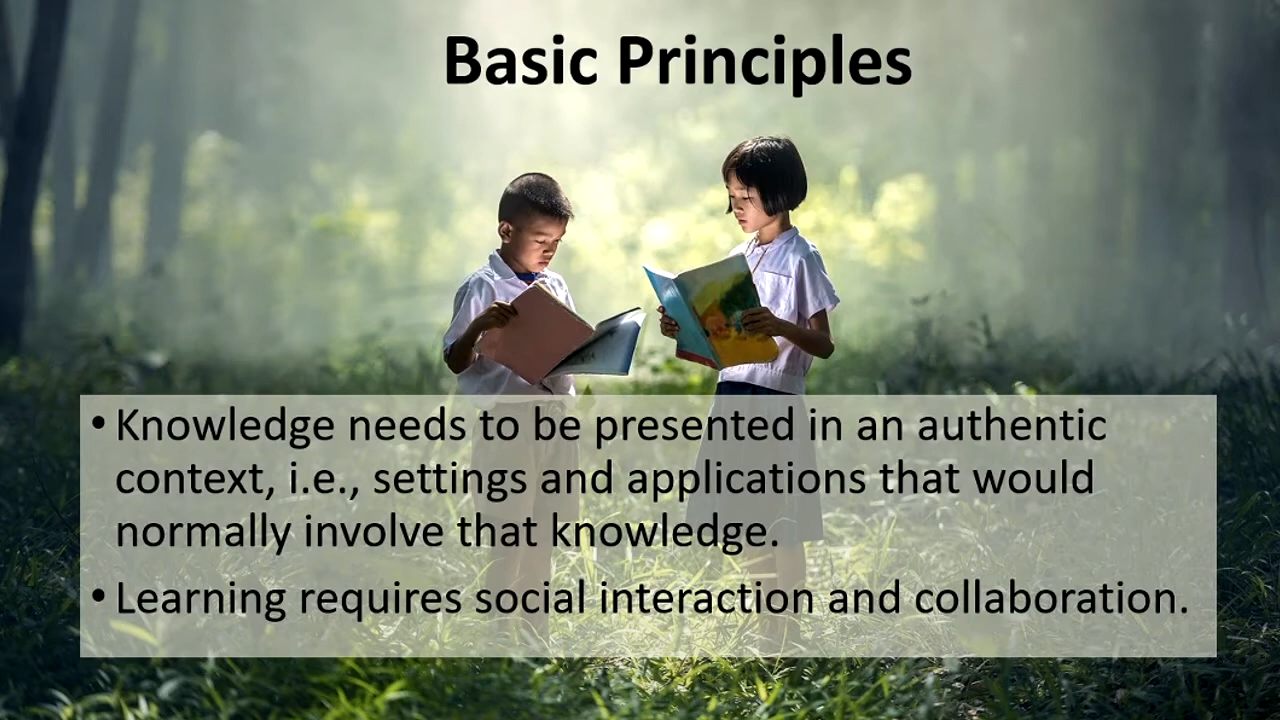 Basic Principles
• Knowledge needs to be presented in an authentic
context, i.e., settings and applications that would
normally involve that knowledge.
• Learning requires social interaction and collaboration.